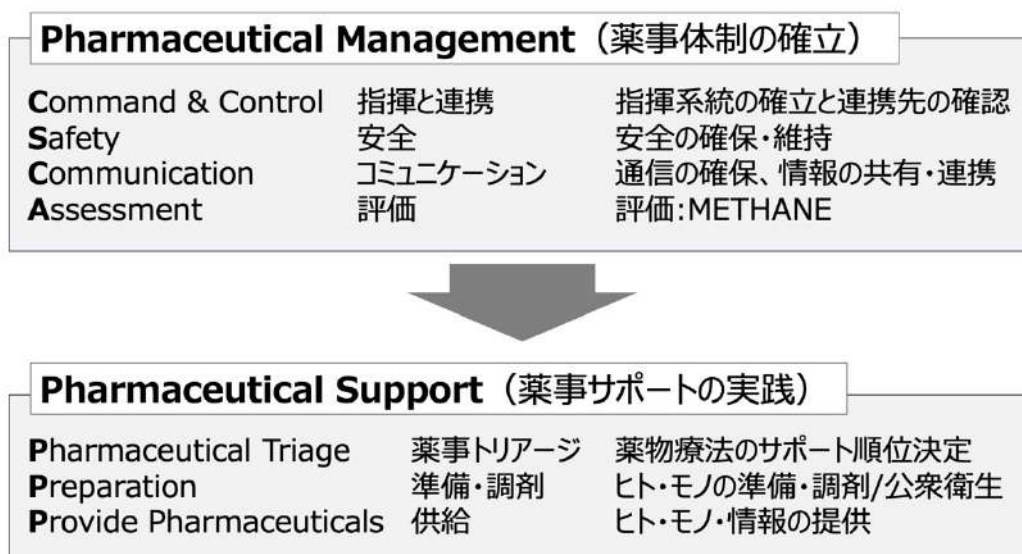 Pharmaceutical Management（薬事体制の確立）
Command & Control 指揮と連携 指揮系統の確立と連携先の確認
Safety 安全 安全の確保・維持
Communication コミュニケーション 通信の確保、情報の共有・連携
Assessment 評価 評価:METHANE
Pharmaceutical Support（薬事サポートの実践）
Pharmaceutical Triage 薬事トリアージ 薬物療法のサポート順位決定
Preparation 準備・調剤 ヒト・モノの準備・調剤/公衆衛生
Provide Pharmaceuticals 供給 ヒト・モノ・情報の提供